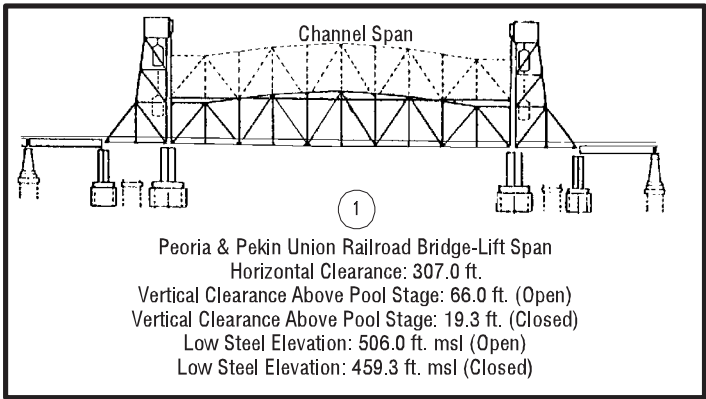 Channel Span
1
Peoria & Pekin Union Railroad Bridge-Lift Span
Horizontal Clearance: 307.0 ft.
Vertical Clearance Above Pool Stage: 66.0 ft. (Open)
Vertical Clearance Above Pool Stage: 19.3 ft. (Closed)
Low Steel Elevation: 506.0 ft. msl (Open)
Low Steel Elevation: 459.3 ft. msl (Closed)